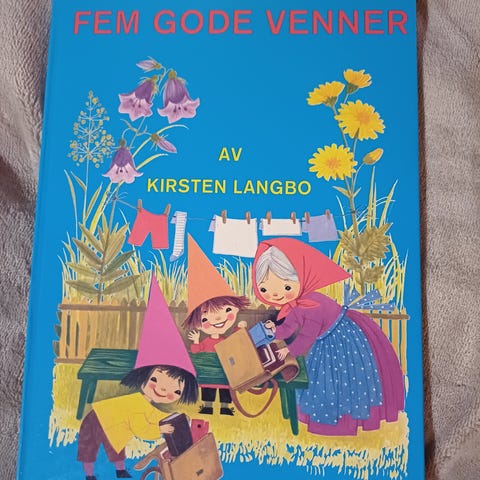 FEM GODE VENNER
AV
KIRSTEN LANGBO